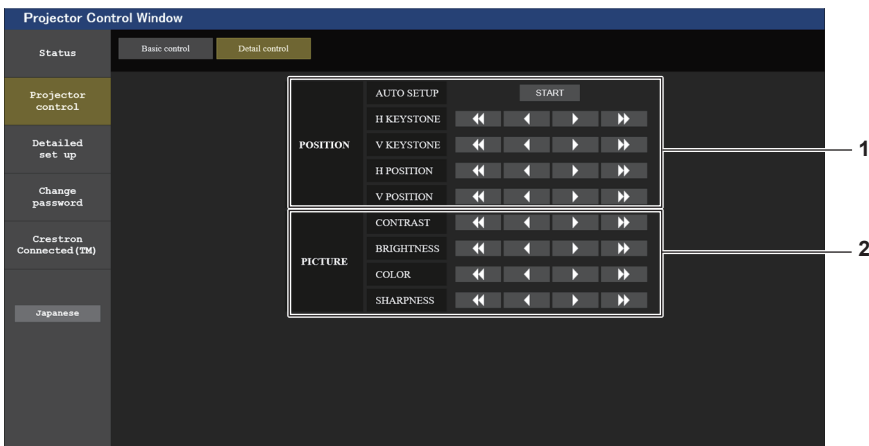 Projector Control Window
Status
Basic control
Detail control
Projector
control
Detailed
set up
Change
password
Crestron
Connected(TM)
Japanese
POSITION
AUTO SETUP
START
H KEYSTONE
V KEYSTONE
H POSITION
V POSITION
1
PICTURE
CONTRAST
BRIGHTNESS
COLOR
SHARPNESS
2